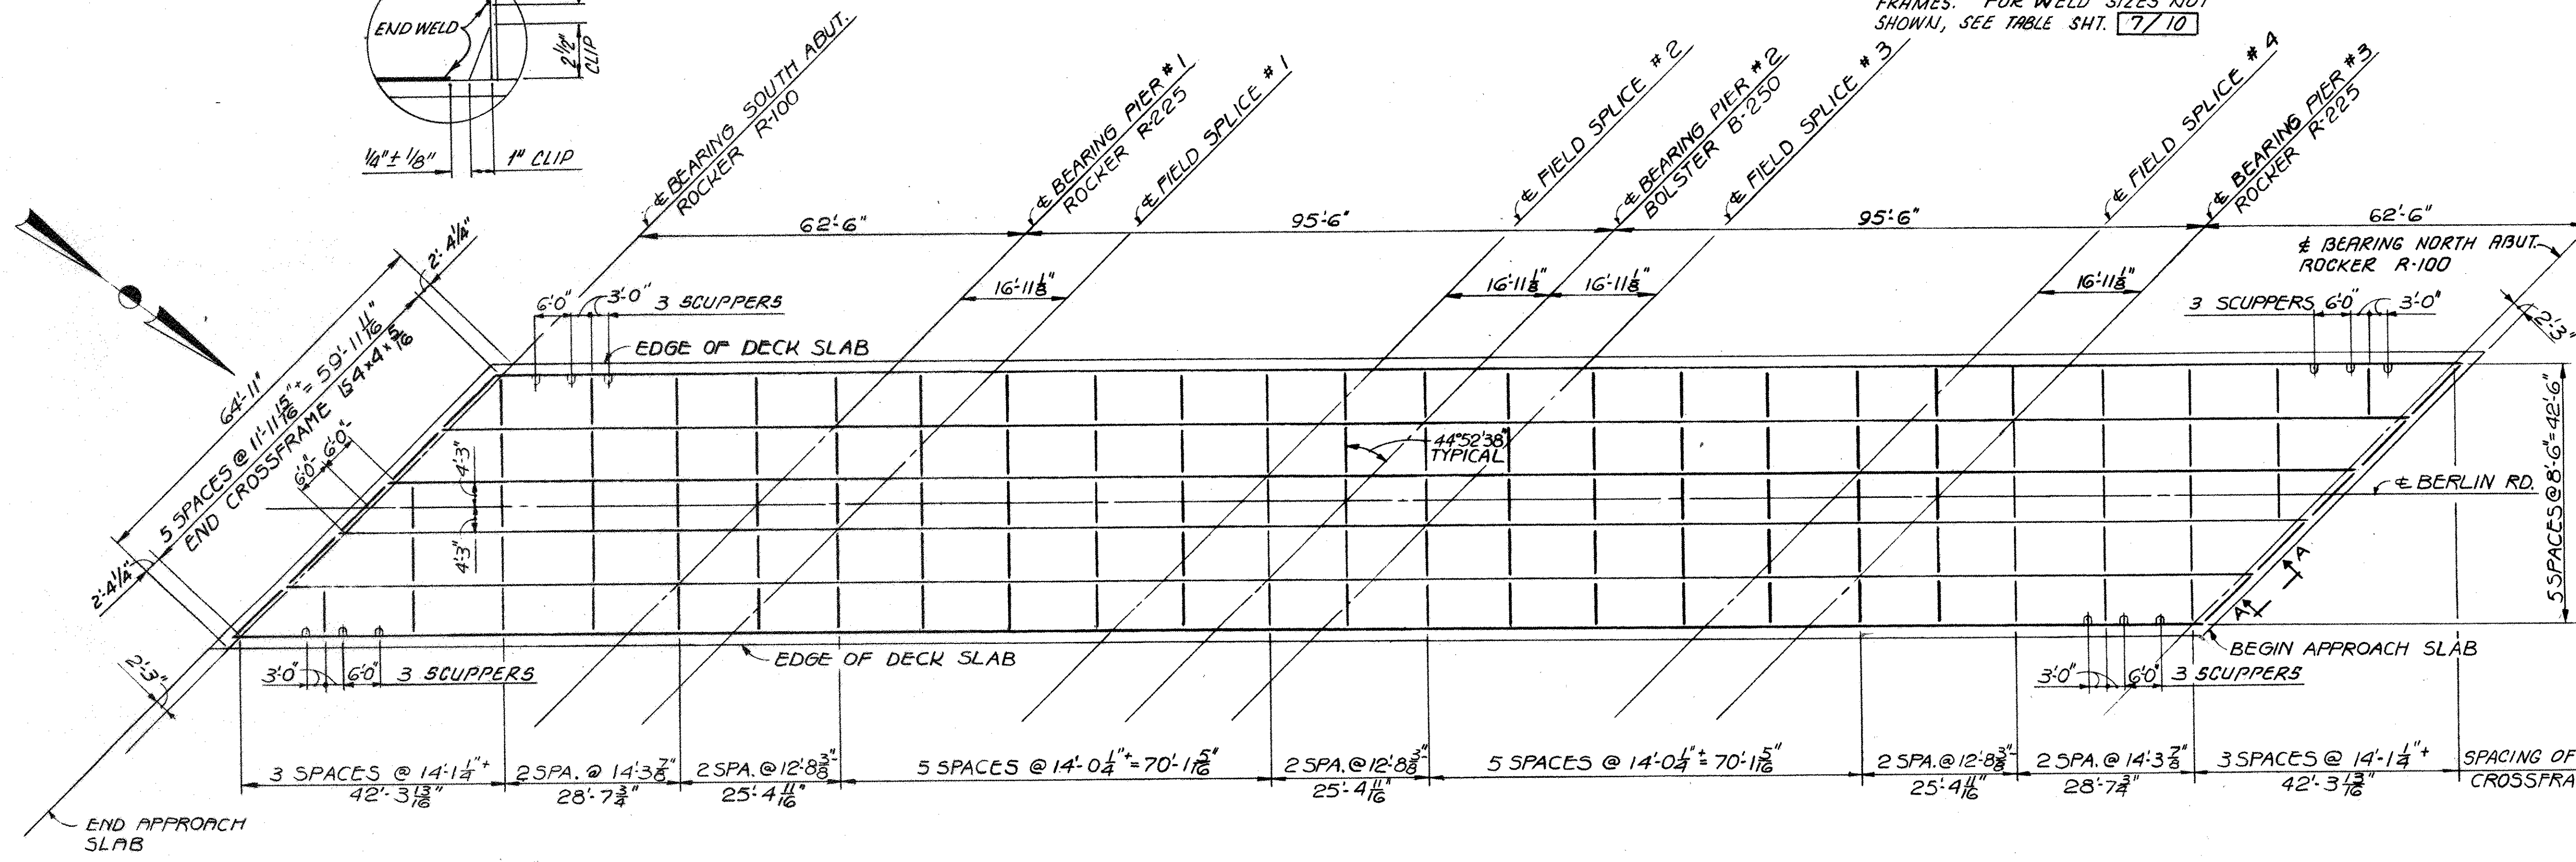 END WELD
2½"
CLIP
¼"± ⅛"
1" CLIP
FRAMES. FOR WELD SIZES NOT
SHOWN, SEE TABLE SHT. 7/10
℄ BEARING SOUTH ABUT.
ROCKER R-100
℄ BEARING PIER #1
ROCKER R-225
℄ FIELD SPLICE #1
℄ FIELD SPLICE #2
℄ BEARING PIER #2
BOLSTER B-250
℄ FIELD SPLICE #3
℄ FIELD SPLICE #4
℄ BEARING PIER #3
ROCKER R-225
62'-6"
95'-6"
95'-6"
62'-6"
℄ BEARING NORTH ABUT.
ROCKER R-100
16'-11⅛"
16'-11⅛"
16'-11⅛"
16'-11⅛"
2'-4¼"
64'-11"
5 SPACES @ 11'-11 15/16"+ = 59'-11 11/16"
END CROSSFRAME Ls 4×4×5/16
6'-0"
6'-0"
2'-4¼"
6'-0"
3'-0"
3 SCUPPERS
EDGE OF DECK SLAB
3 SCUPPERS
6'-0"
3'-0"
2'-3"
4'-3"
4'-3"
44°52'38"
TYPICAL
℄ BERLIN RD.
5 SPACES @ 8'-6" = 42'-6"
A
A
2'-3"
3'-0"
6'-0"
3 SCUPPERS
EDGE OF DECK SLAB
3'-0"
6'-0"
3 SCUPPERS
BEGIN APPROACH SLAB
3 SPACES @ 14'-1¼"+
42'-3 13/16"
2 SPA. @ 14'-3⅞"
28'-7¾"
2 SPA. @ 12'-8⅜"-
25'-4 11/16"
5 SPACES @ 14'-0¼"+ = 70'-1 5/16"
2 SPA. @ 12'-8⅜"-
25'-4 11/16"
5 SPACES @ 14'-0¼"+ = 70'-1 5/16"
2 SPA. @ 12'-8⅜"-
25'-4 11/16"
2 SPA. @ 14'-3⅞"
28'-7¾"
3 SPACES @ 14'-1¼"+
42'-3 13/16"
SPACING OF
CROSSFRA
END APPROACH
SLAB